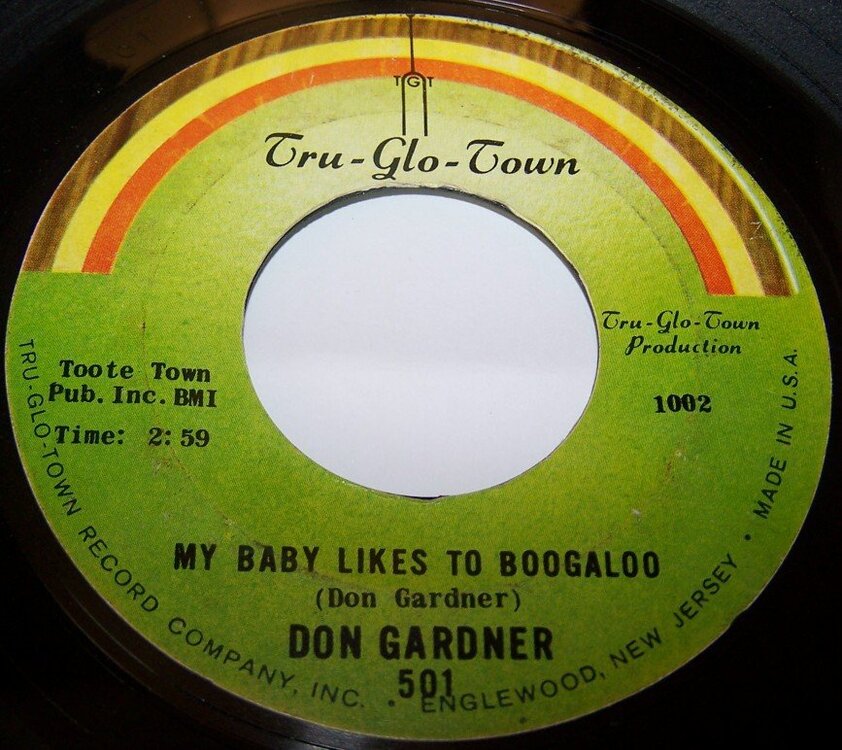 TGT
Tru-Glo-Town
Tru-Glo-Town
Production
1002
Toote Town
Pub. Inc. BMI
Time: 2:59
MY BABY LIKES TO BOOGALOO
(Don Gardner)
DON GARDNER
501
TRU-GLO-TOWN RECORD COMPANY, INC. • ENGLEWOOD, NEW JERSEY • MADE IN U.S.A.